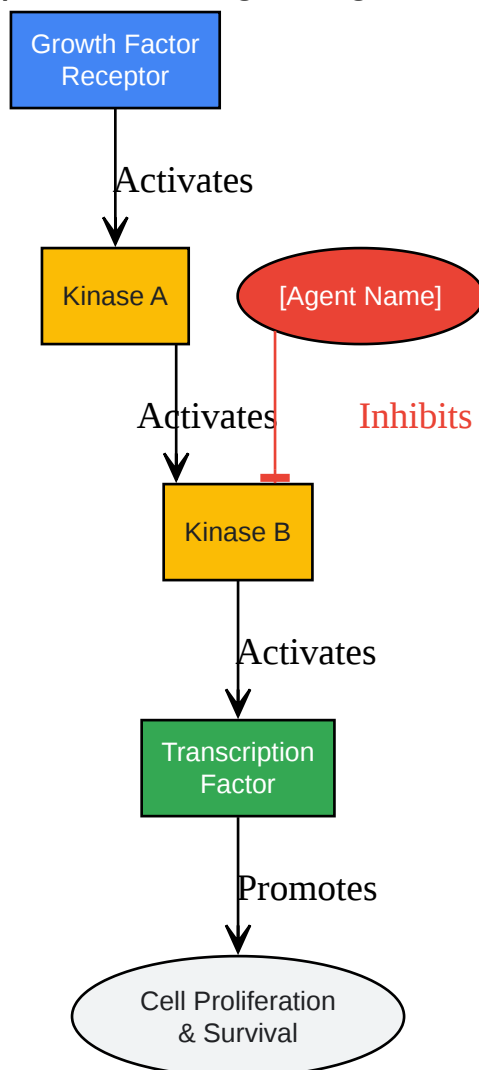 Growth Factor
Receptor
Activates
Kinase A
[Agent Name]
Activates
Inhibits
Kinase B
Activates
Transcription
Factor
Promotes
Cell Proliferation
& Survival